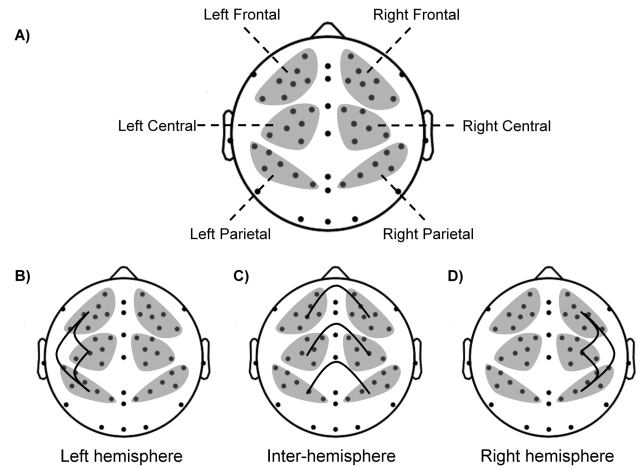 A)
Left Frontal
Right Frontal
Left Central
Right Central
Left Parietal
Right Parietal
B)
C)
D)
Left hemisphere
Inter-hemisphere
Right hemisphere